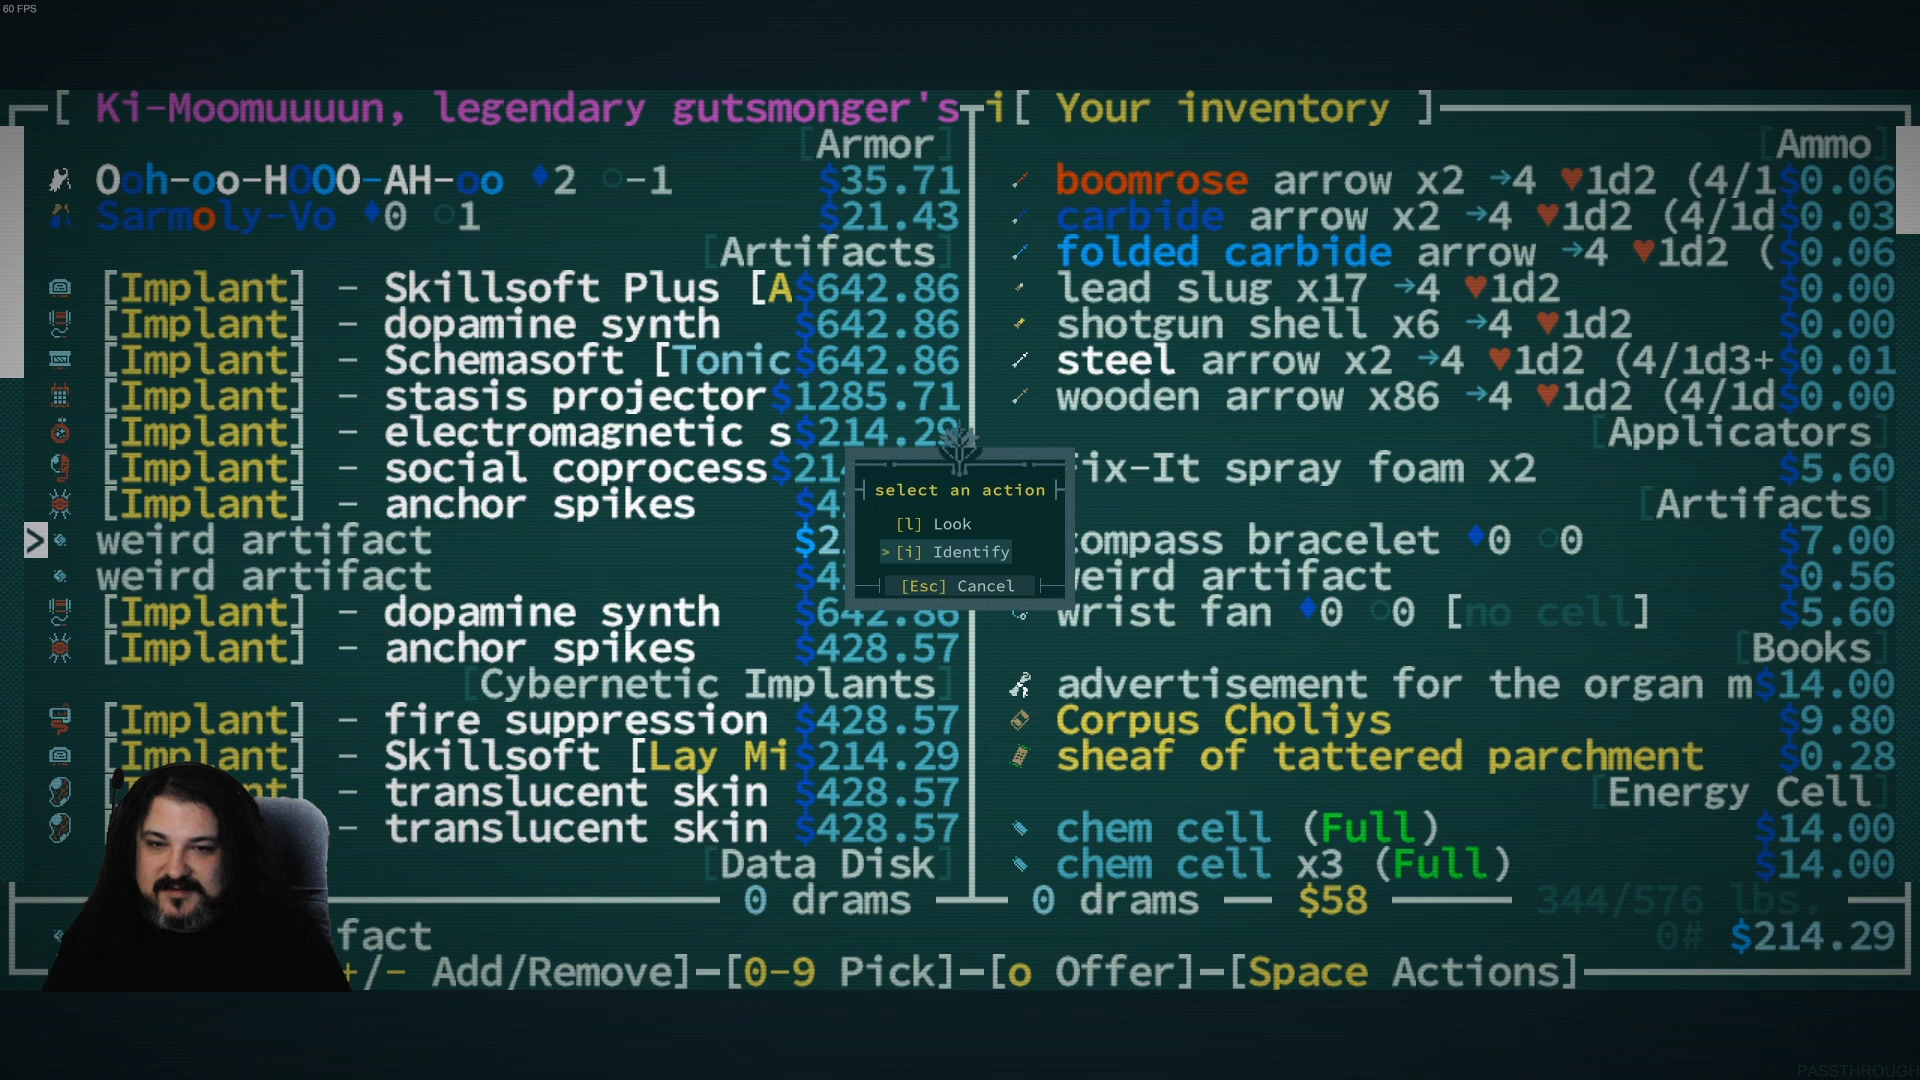 60 FPS
[ Ki-Moomuuuun, legendary gutsmonger's i[ Your inventory ]
[Armor]
Ooh-oo-HOOO-AH-oo ♦2 ○-1 $35.71
Sarmoly-Vo ♦0 ○1 $21.43
[Artifacts]
[Implant] - Skillsoft Plus [A $642.86
[Implant] - dopamine synth $642.86
[Implant] - Schemasoft [Tonic $642.86
[Implant] - stasis projector $1285.71
[Implant] - electromagnetic s $214.29
[Implant] - social coprocess $21
[Implant] - anchor spikes $4
> weird artifact $2
weird artifact $4
[Implant] - dopamine synth $642.86
[Implant] - anchor spikes $428.57
[Cybernetic Implants]
[Implant] - fire suppression $428.57
[Implant] - Skillsoft [Lay Mi $214.29
- translucent skin $428.57
- translucent skin $428.57
[Data Disk]
0 drams
[Ammo]
boomrose arrow x2 →4 ♥1d2 (4/1 $0.06
carbide arrow x2 →4 ♥1d2 (4/1d $0.03
folded carbide arrow →4 ♥1d2 ( $0.06
lead slug x17 →4 ♥1d2 $0.00
shotgun shell x6 →4 ♥1d2 $0.00
steel arrow x2 →4 ♥1d2 (4/1d3+ $0.01
wooden arrow x86 →4 ♥1d2 (4/1d $0.00
[Applicators]
Fix-It spray foam x2 $5.60
[Artifacts]
compass bracelet ♦0 ○0 $7.00
weird artifact $0.56
wrist fan ♦0 ○0 [no cell] $5.60
[Books]
advertisement for the organ m $14.00
Corpus Choliys $9.80
sheaf of tattered parchment $0.28
[Energy Cell]
chem cell (Full) $14.00
chem cell x3 (Full) $14.00
0 drams — $58 — 344/576 lbs.
select an action
[l] Look
> [i] Identify
[Esc] Cancel
fact 0# $214.29
+/- Add/Remove]-[0-9 Pick]-[o Offer]-[Space Actions]
PASSTHROUGH